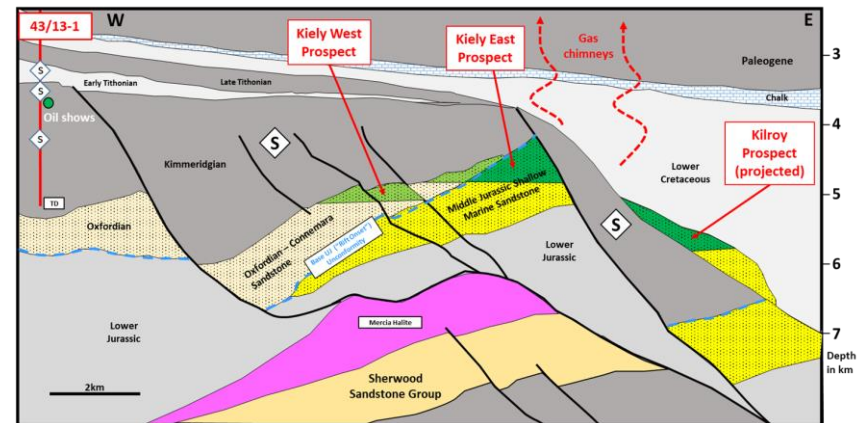 43/13-1
W
E
Kiely West
Prospect
Kiely East
Prospect
Gas
chimneys
3
Paleogene
Early Tithonian
Late Tithonian
Chalk
S
S
Oil shows
S
4
S
Kilroy
Prospect
(projected)
Kimmeridgian
Lower
Cretaceous
TD
5
Oxfordian
Oxfordian – Connemara
Sandstone
Base UJ ("Rift Onset")
Unconformity
Middle Jurassic Shallow
Marine Sandstone
S
Lower
Jurassic
6
Lower
Jurassic
Mercia Halite
7
Depth
in km
2km
Sherwood
Sandstone Group